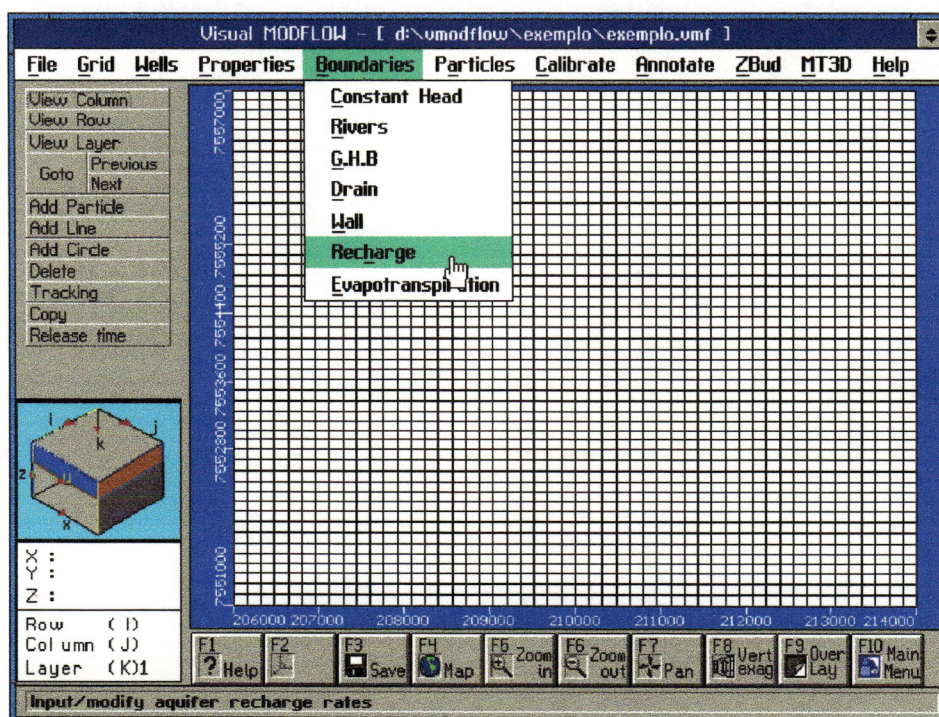 Visual MODFLOW - [ d:\vmodflow\exemplo\exemplo.vmf ]
File Grid Wells Properties Boundaries Particles Calibrate Annotate ZBud MT3D Help
View Column
View Row
View Layer
Goto Previous
Next
Add Particle
Add Line
Add Circle
Delete
Tracking
Copy
Release time
Constant Head
Rivers
G.H.B
Drain
Wall
Recharge
Evapotranspiration
7557000
7555200
7554400
7553600
7552800
7551000
206000 207000 208000 209000 210000 211000 212000 213000 214000
i
j
k
z
y
x
X :
Y :
Z :
Row (I)
Column (J)
Layer (K)1
F1 ? Help
F2
F3 Save
F4 Map
F5 Zoom in
F6 Zoom out
F7 Pan
F8 Vert exag
F9 Over Lay
F10 Main Menu
Input/modify aquifer recharge rates